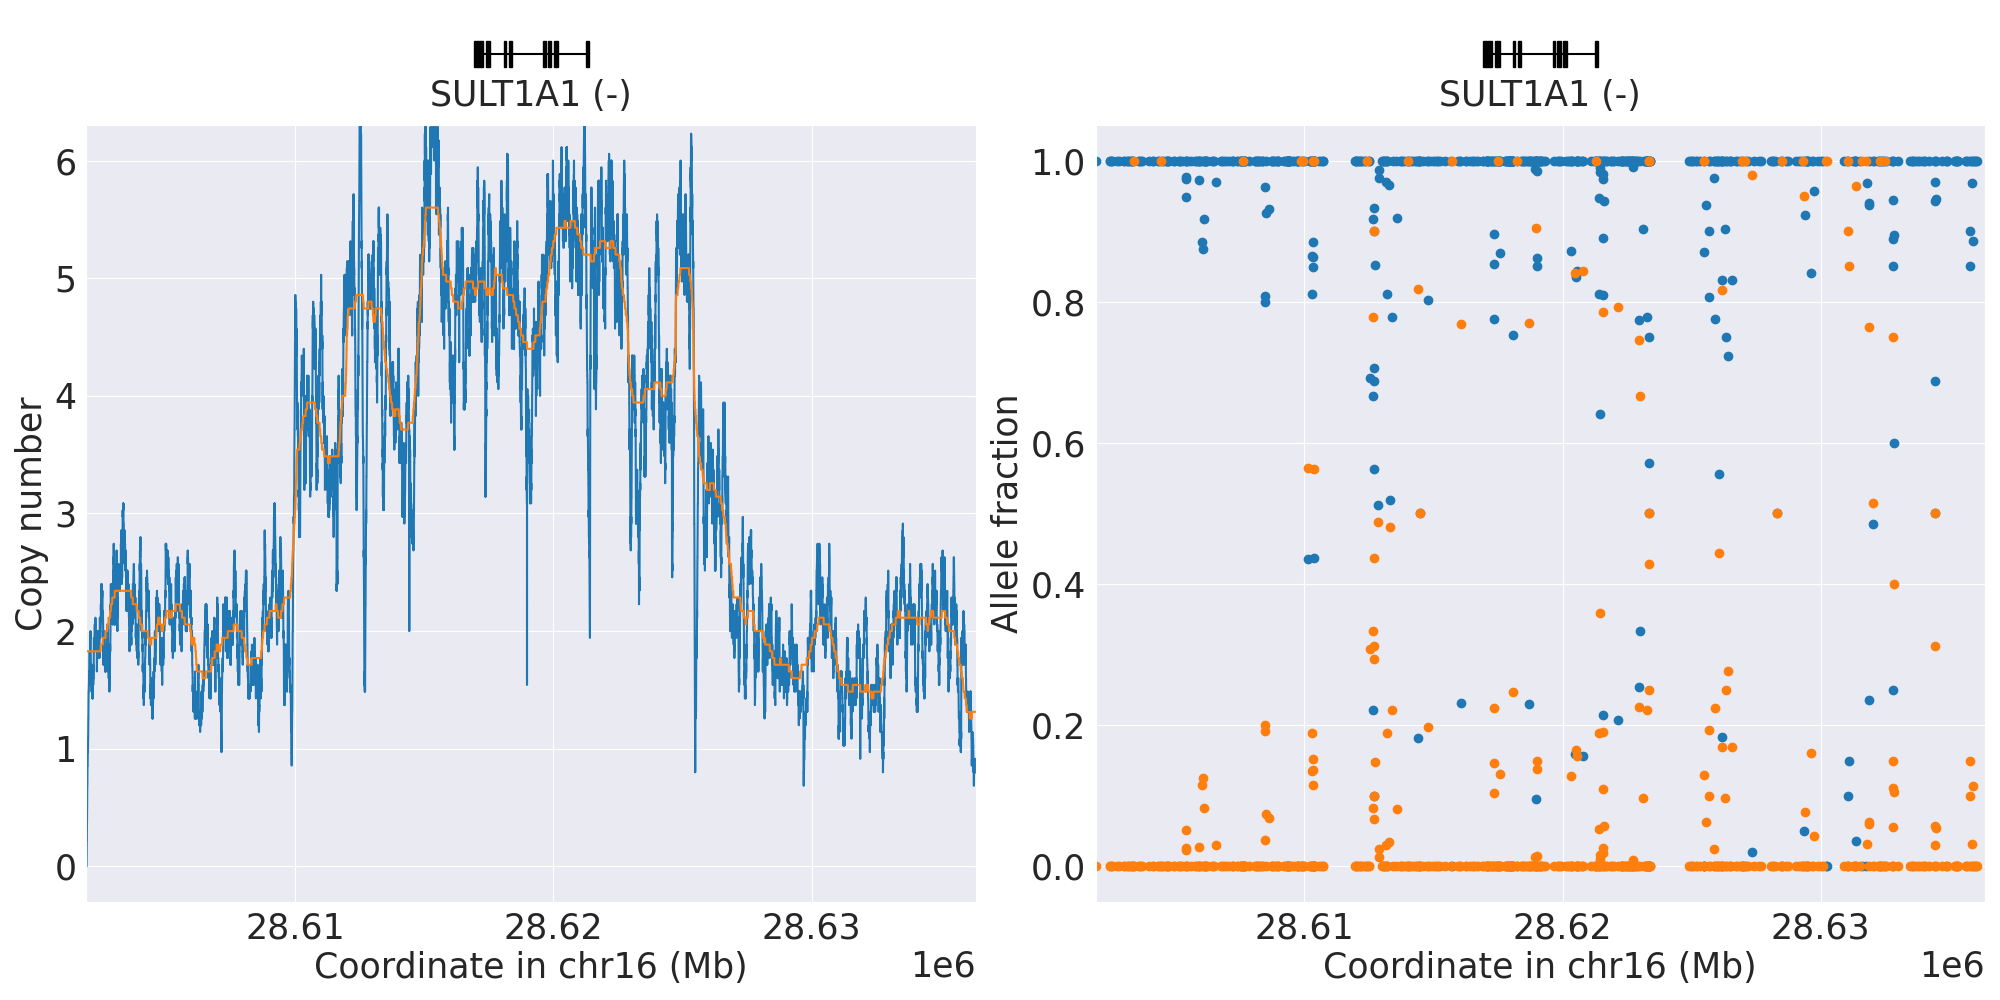 SULT1A1 (-)
Copy number
6
5
4
3
2
1
0
28.61
28.62
28.63
Coordinate in chr16 (Mb)
1e6
SULT1A1 (-)
Allele fraction
1.0
0.8
0.6
0.4
0.2
0.0
28.61
28.62
28.63
Coordinate in chr16 (Mb)
1e6